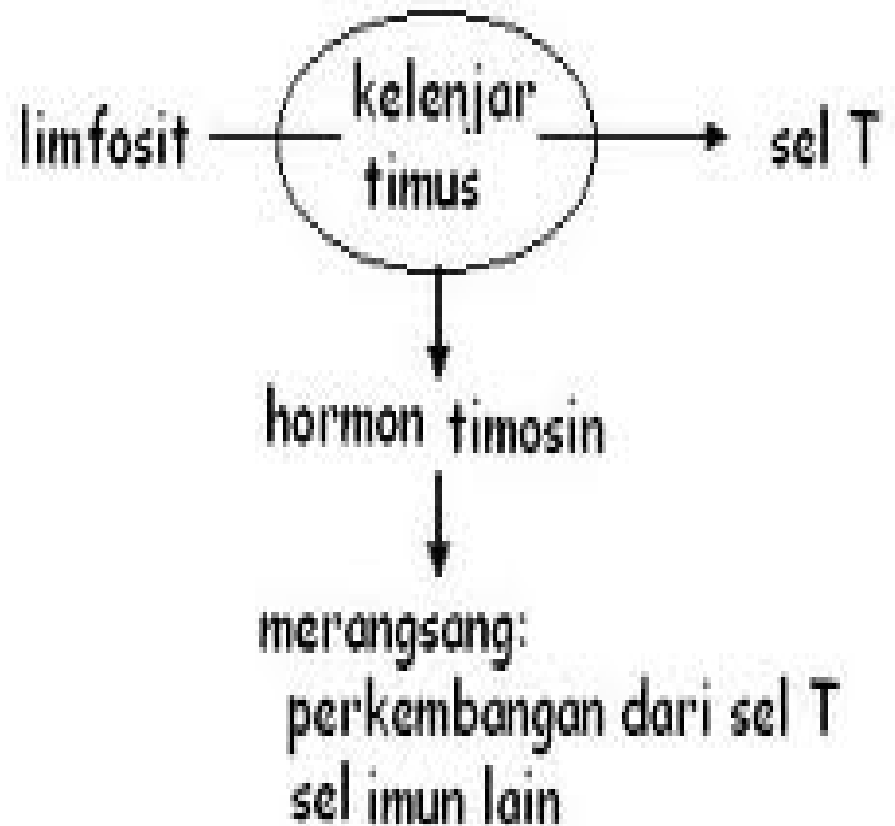 limfosit
kelenjar
timus
sel T
hormon timosin
merangsang:
perkembangan dari sel T
sel imun lain